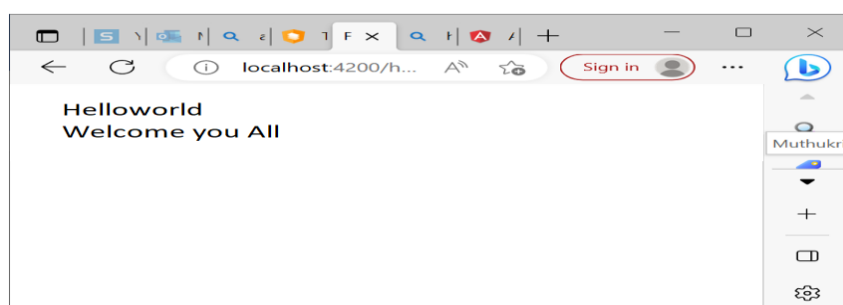 F
localhost:4200/h...
Sign in
Helloworld
Welcome you All
Muthukri